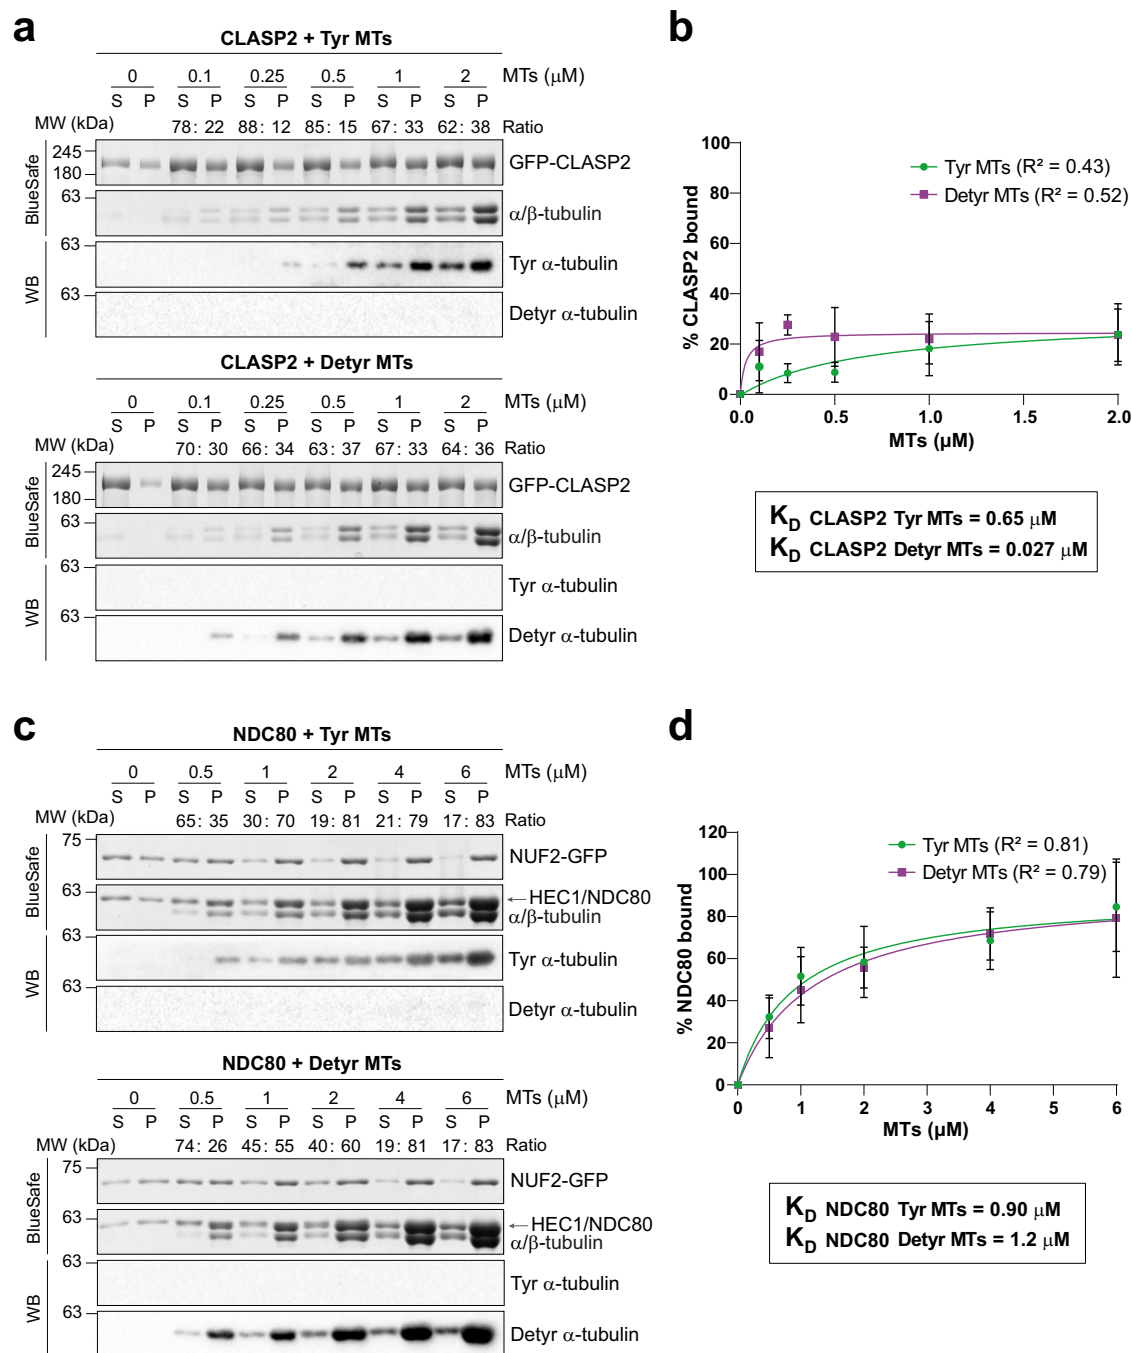 a
CLASP2 + Tyr MTs
0 0.1 0.25 0.5 1 2 MTs (μM)
S P S P S P S P S P S P
MW (kDa) 78: 22 88: 12 85: 15 67: 33 62: 38 Ratio
BlueSafe
245
180
GFP-CLASP2
63
α/β-tubulin
WB
63
Tyr α-tubulin
63
Detyr α-tubulin
CLASP2 + Detyr MTs
0 0.1 0.25 0.5 1 2 MTs (μM)
S P S P S P S P S P S P
MW (kDa) 70: 30 66: 34 63: 37 67: 33 64: 36 Ratio
BlueSafe
245
180
GFP-CLASP2
63
α/β-tubulin
WB
63
Tyr α-tubulin
63
Detyr α-tubulin
b
% CLASP2 bound
100
80
60
40
20
0
Tyr MTs (R² = 0.43)
Detyr MTs (R² = 0.52)
0.0 0.5 1.0 1.5 2.0
MTs (μM)
KD CLASP2 Tyr MTs = 0.65 μM
KD CLASP2 Detyr MTs = 0.027 μM
c
NDC80 + Tyr MTs
0 0.5 1 2 4 6 MTs (μM)
S P S P S P S P S P S P
MW (kDa) 65: 35 30: 70 19: 81 21: 79 17: 83 Ratio
BlueSafe
75
NUF2-GFP
63
←HEC1/NDC80
α/β-tubulin
WB
63
Tyr α-tubulin
63
Detyr α-tubulin
NDC80 + Detyr MTs
0 0.5 1 2 4 6 MTs (μM)
S P S P S P S P S P S P
MW (kDa) 74: 26 45: 55 40: 60 19: 81 17: 83 Ratio
BlueSafe
75
NUF2-GFP
63
←HEC1/NDC80
α/β-tubulin
WB
63
Tyr α-tubulin
63
Detyr α-tubulin
d
% NDC80 bound
120
100
80
60
40
20
0
Tyr MTs (R² = 0.81)
Detyr MTs (R² = 0.79)
0 1 2 3 4 5 6
MTs (μM)
KD NDC80 Tyr MTs = 0.90 μM
KD NDC80 Detyr MTs = 1.2 μM